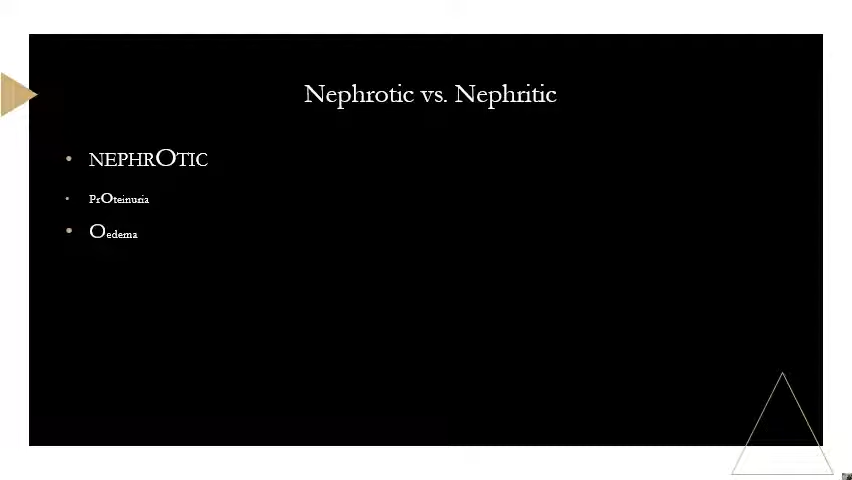 Nephrotic vs. Nephritic
• NEPHROTIC
• PrOteinuria
• Oedema